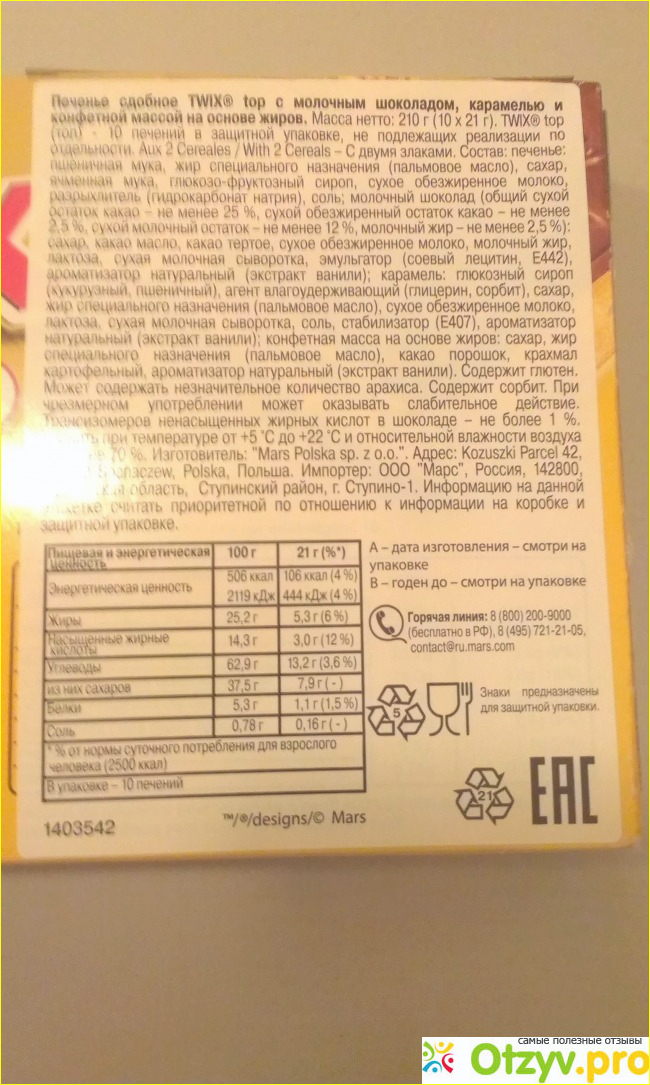 Печенье сдобное TWIX® top с молочным шоколадом, карамелью и
конфетной массой на основе жиров. Масса нетто: 210 г (10 x 21 г). TWIX® top
(топ) - 10 печений в защитной упаковке, не подлежащих реализации по
отдельности. Aux 2 Cereales / With 2 Cereals – С двумя злаками. Состав: печенье:
пшеничная мука, жир специального назначения (пальмовое масло), сахар,
ячменная мука, глюкозо-фруктозный сироп, сухое обезжиренное молоко,
разрыхлитель (гидрокарбонат натрия), соль; молочный шоколад (общий сухой
остаток какао – не менее 25 %, сухой обезжиренный остаток какао – не менее
2,5 %, сухой молочный остаток – не менее 12 %, молочный жир – не менее 2,5 %):
сахар, какао масло, какао тертое, сухое обезжиренное молоко, молочный жир,
лактоза, сухая молочная сыворотка, эмульгатор (соевый лецитин, Е442),
ароматизатор натуральный (экстракт ванили); карамель: глюкозный сироп
(кукурузный, пшеничный), агент влагоудерживающий (глицерин, сорбит), сахар,
жир специального назначения (пальмовое масло), сухое обезжиренное молоко,
лактоза, сухая молочная сыворотка, соль, стабилизатор (Е407), ароматизатор
натуральный (экстракт ванили); конфетная масса на основе жиров: сахар, жир
специального назначения (пальмовое масло), какао порошок, крахмал
картофельный, ароматизатор натуральный (экстракт ванили). Содержит глютен.
Может содержать незначительное количество арахиса. Содержит сорбит. При
чрезмерном употреблении может оказывать слабительное действие.
Трансизомеров ненасыщенных жирных кислот в шоколаде – не более 1 %.
при температуре от +5 °С до +22 °С и относительной влажности воздуха
70 %. Изготовитель: "Mars Polska sp. z o.o.". Адрес: Kozuszki Parcel 42,
Polska, Польша. Импортер: ООО "Марс", Россия, 142800,
область, Ступинский район, г. Ступино-1. Информацию на данной
этикетке считать приоритетной по отношению к информации на коробке и
защитной упаковке.
Пищевая и энергетическая ценность 100 г 21 г (%*)
Энергетическая ценность 506 ккал 106 ккал (4 %)
2119 кДж 444 кДж (4 %)
Жиры 25,2 г 5,3 г (6 %)
Насыщенные жирные кислоты 14,3 г 3,0 г (12 %)
Углеводы 62,9 г 13,2 г (3,6 %)
из них сахаров 37,5 г 7,9 г ( - )
Белки 5,3 г 1,1 г (1,5 %)
Соль 0,78 г 0,16 г ( - )
* % от нормы суточного потребления для взрослого
человека (2500 ккал)
В упаковке – 10 печений
А – дата изготовления – смотри на
упаковке
В – годен до – смотри на упаковке
Горячая линия: 8 (800) 200-9000
(бесплатно в РФ), 8 (495) 721-21-05,
contact@ru.mars.com
5
Знаки предназначены
для защитной упаковки.
21
EAC
1403542
™/®/designs/© Mars
самые полезные отзывы
Otzyv.pro